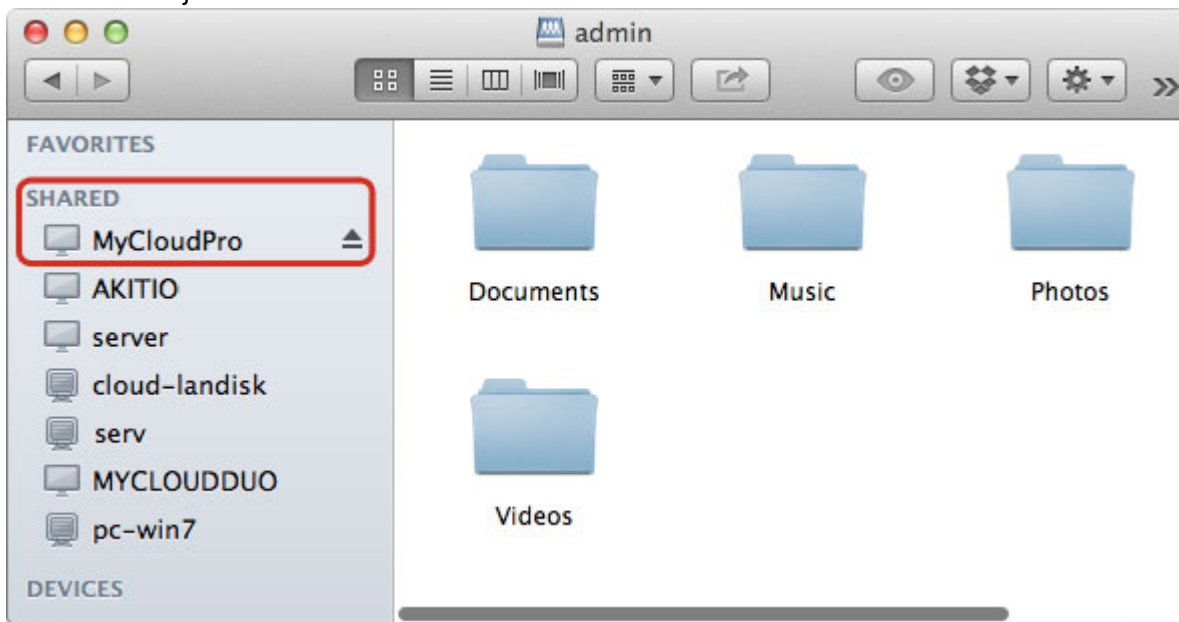 admin
FAVORITES
SHARED
MyCloudPro
AKITIO
server
cloud-landisk
serv
MYCLOUDDUO
pc-win7
DEVICES
Documents
Music
Photos
Videos